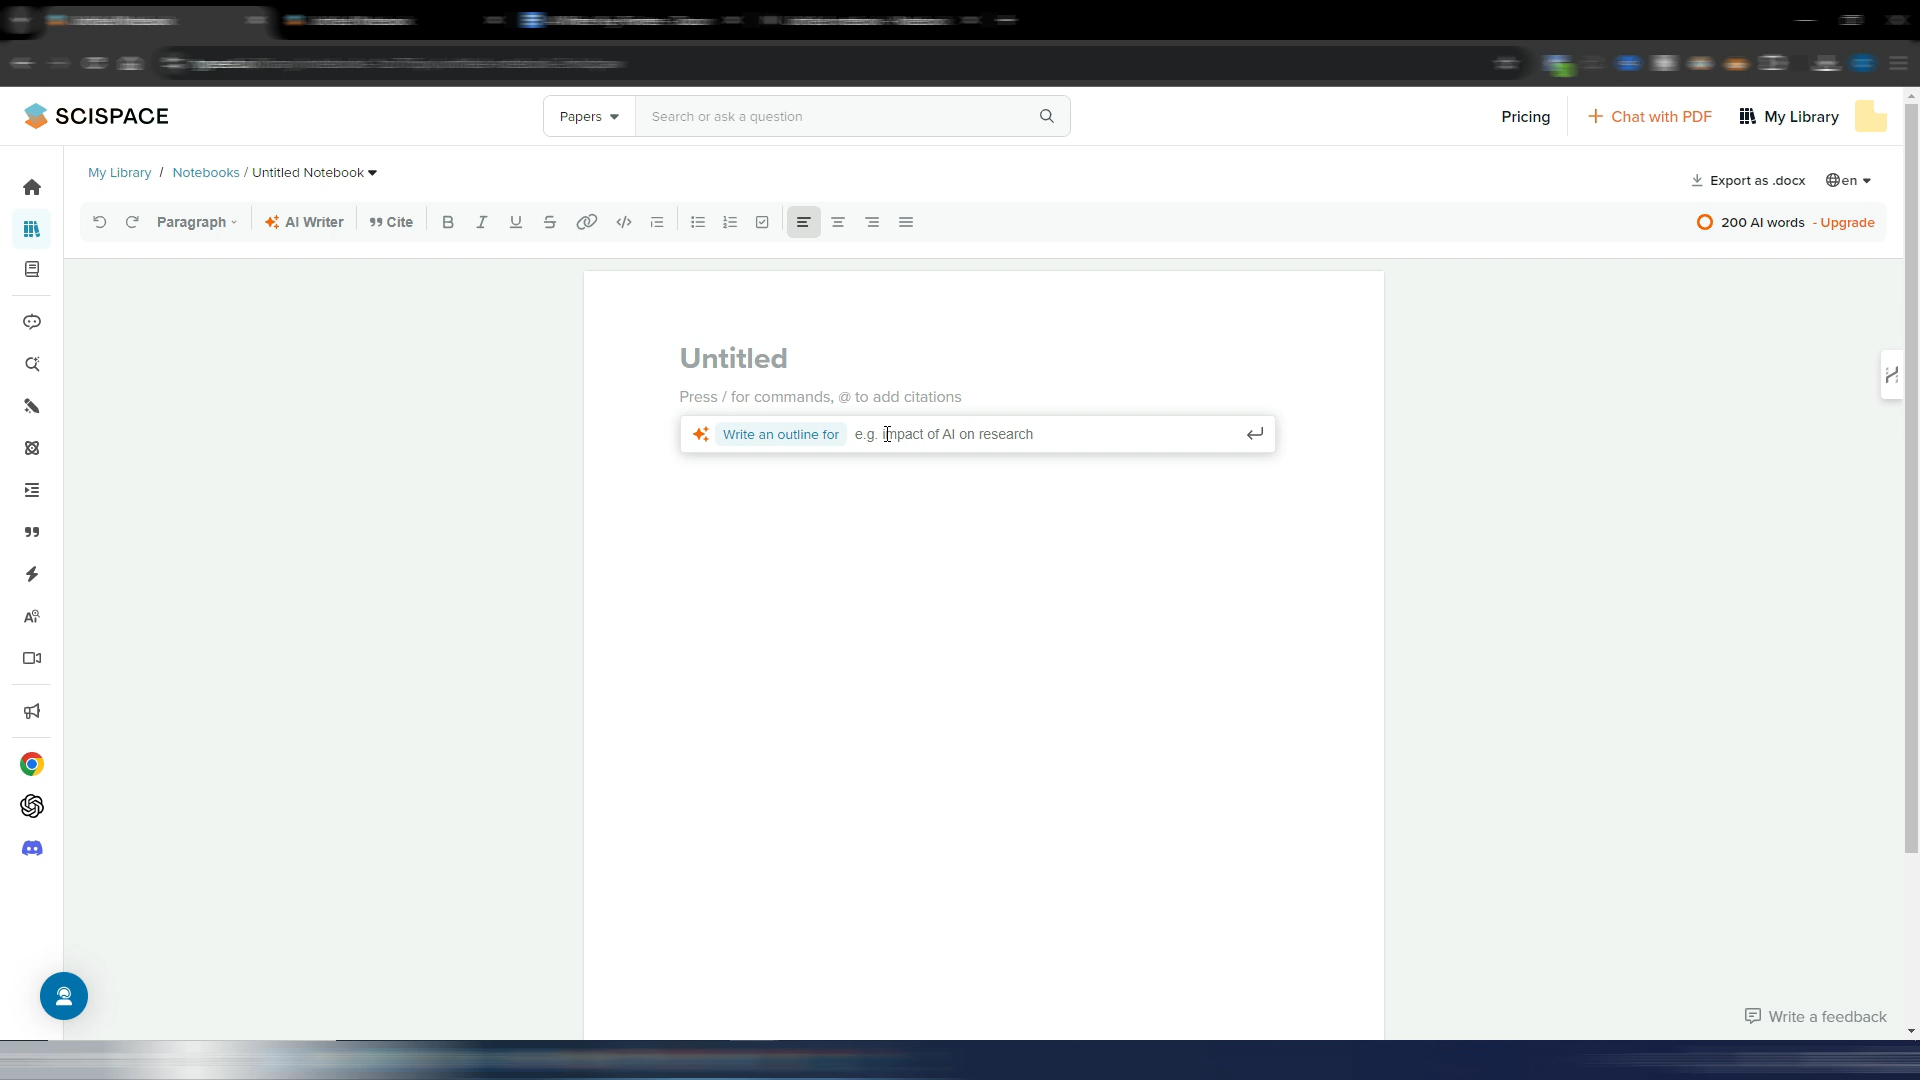 SCISPACE
Papers
Search or ask a question
Pricing
Chat with PDF
My Library
My Library / Notebooks / Untitled Notebook
Export as .docx
en
Paragraph
AI Writer
Cite
200 AI words - Upgrade
Untitled
Press / for commands, @ to add citations
Write an outline for e.g. impact of AI on research
Write a feedback